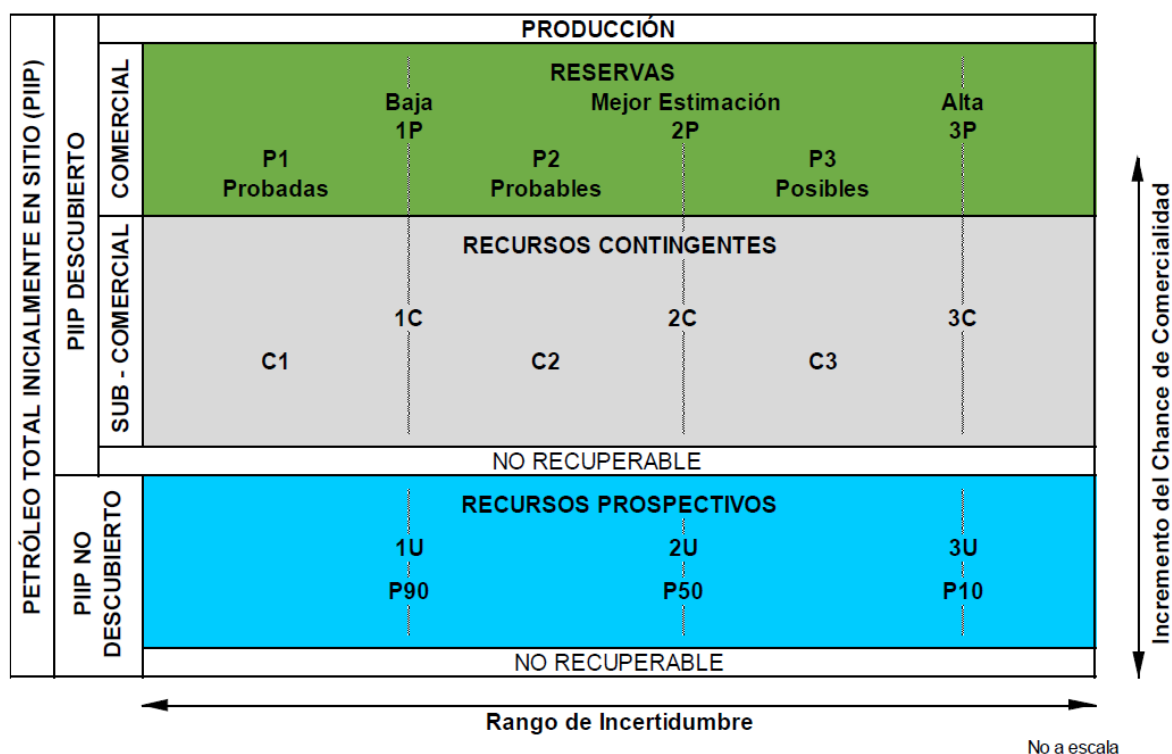 PETRÓLEO TOTAL INICIALMENTE EN SITIO (PIIP)
PIIP DESCUBIERTO
COMERCIAL
PRODUCCIÓN
RESERVAS
Baja Mejor Estimación Alta
1P 2P 3P
P1 P2 P3
Probadas Probables Posibles
SUB - COMERCIAL
RECURSOS CONTINGENTES
1C 2C 3C
C1 C2 C3
NO RECUPERABLE
PIIP NO
DESCUBIERTO
RECURSOS PROSPECTIVOS
1U 2U 3U
P90 P50 P10
NO RECUPERABLE
Incremento del Chance de Comercialidad
Rango de Incertidumbre
No a escala